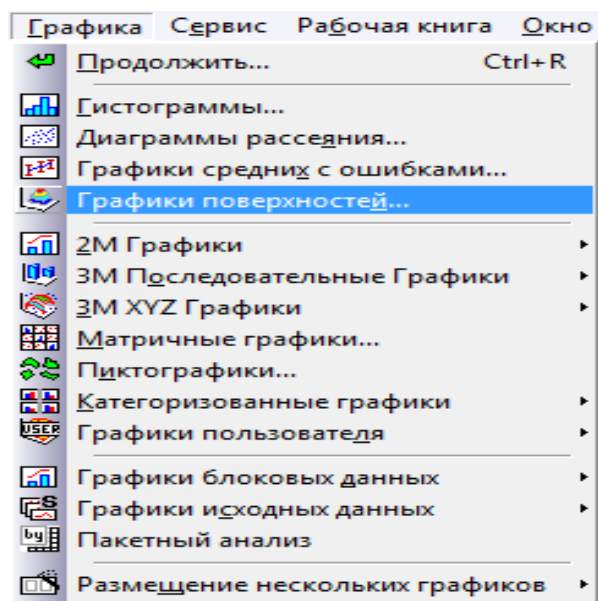 Графика Сервис Рабочая книга Окно
Продолжить... Ctrl+R
Гистограммы...
Диаграммы рассеяния...
Графики средних с ошибками...
Графики поверхностей...
2М Графики
3М Последовательные Графики
3М XYZ Графики
Матричные графики...
Пиктографики...
Категоризованные графики
USER Графики пользователя
Графики блоковых данных
Графики исходных данных
by Пакетный анализ
Размещение нескольких графиков